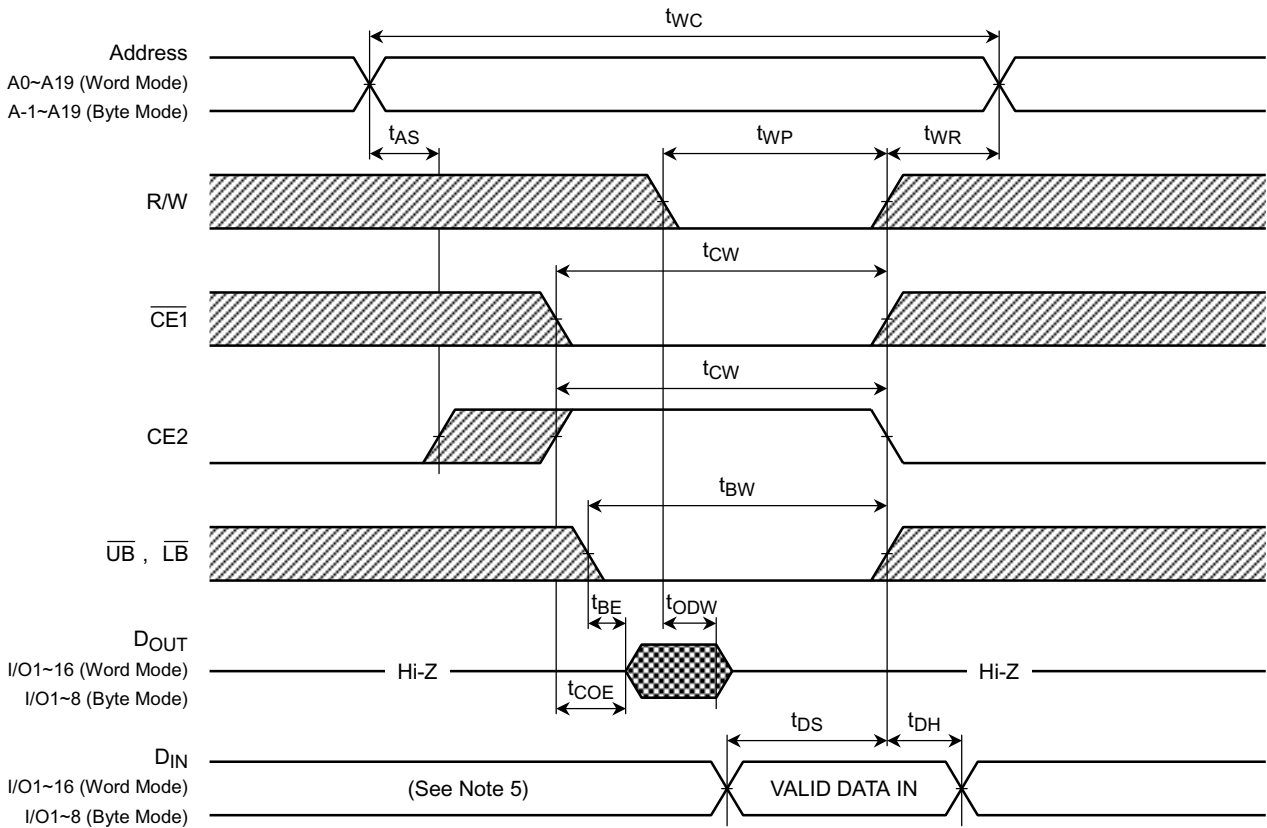 tWC
Address
A0~A19 (Word Mode)
A-1~A19 (Byte Mode)
tAS
tWP
tWR
R/W
tCW
CE1
tCW
CE2
tBW
UB , LB
tBE
tODW
DOUT
I/O1~16 (Word Mode)
Hi-Z
Hi-Z
I/O1~8 (Byte Mode)
tCOE
tDS
tDH
DIN
I/O1~16 (Word Mode)
(See Note 5)
VALID DATA IN
I/O1~8 (Byte Mode)